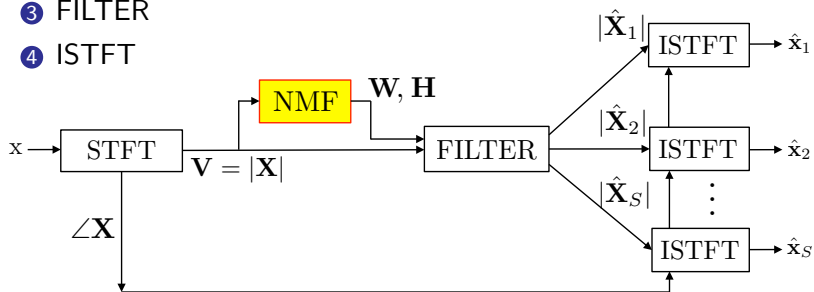 3 FILTER
4 ISTFT
|X̂₁|
ISTFT
x̂₁
W, H
NMF
|X̂₂|
x
STFT
FILTER
ISTFT
x̂₂
V = |X|
|X̂_S|
⋮
∠X
ISTFT
x̂_S